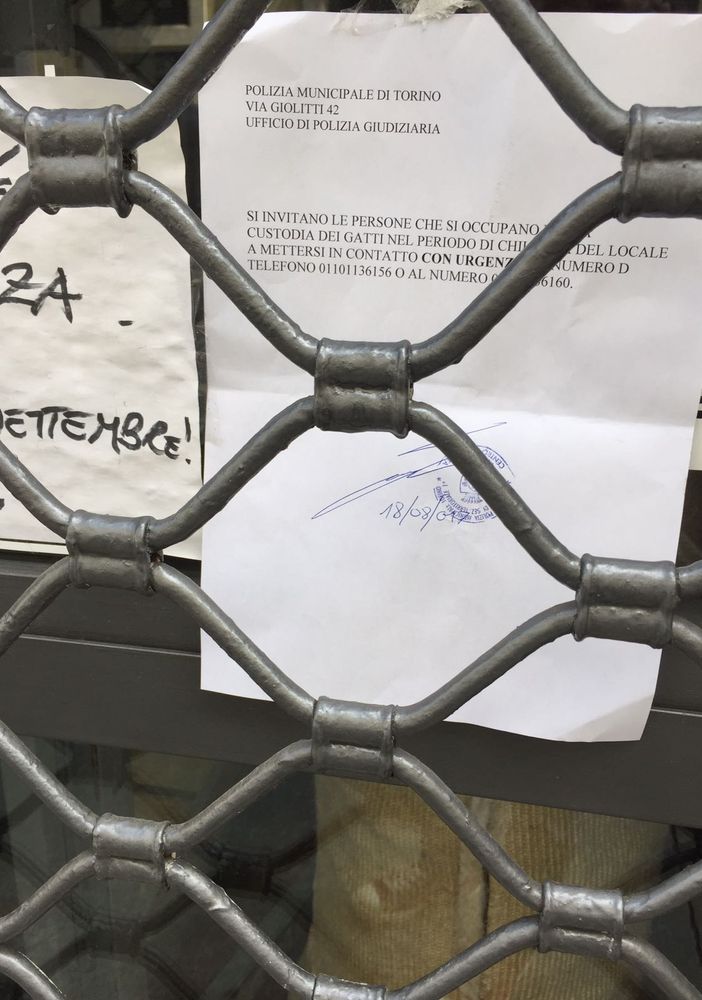 ZA.
SETTEMBRE!
POLIZIA MUNICIPALE DI TORINO
VIA GIOLITTI 42
UFFICIO DI POLIZIA GIUDIZIARIA
SI INVITANO LE PERSONE CHE SI OCCUPANO
CUSTODIA DEI GATTI NEL PERIODO DI DEL LOCALE
A METTERSI IN CONTATTO CON NUMERO D
TELEFONO 01101136156 O AL NUMERO
18/08/